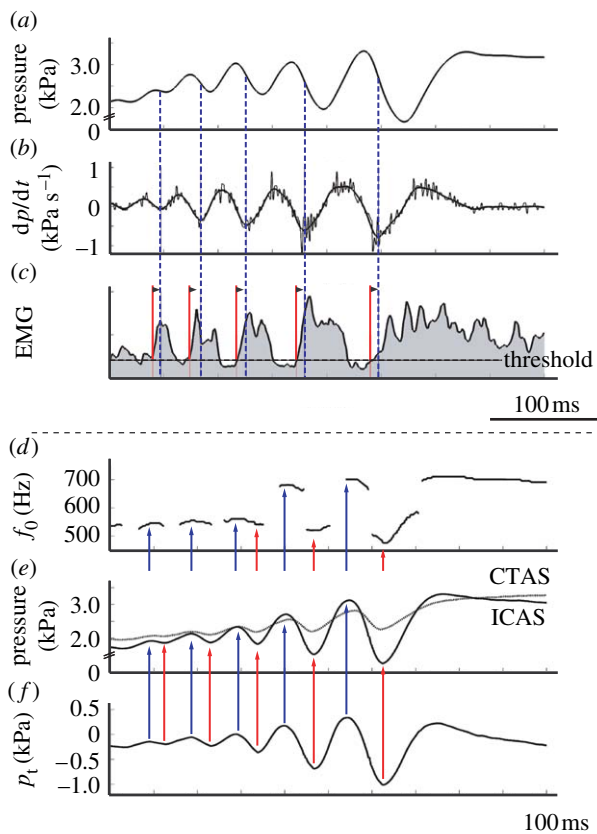 (a)
pressure
(kPa)
3.0
2.0
0
(b)
dp/dt
(kPa s⁻¹)
1
0
−1
(c)
EMG
threshold
100 ms
(d)
f₀ (Hz)
700
600
500
(e)
pressure
(kPa)
3.0
2.0
0
CTAS
ICAS
(f)
pₜ (kPa)
0.5
0
−0.5
−1.0
100 ms